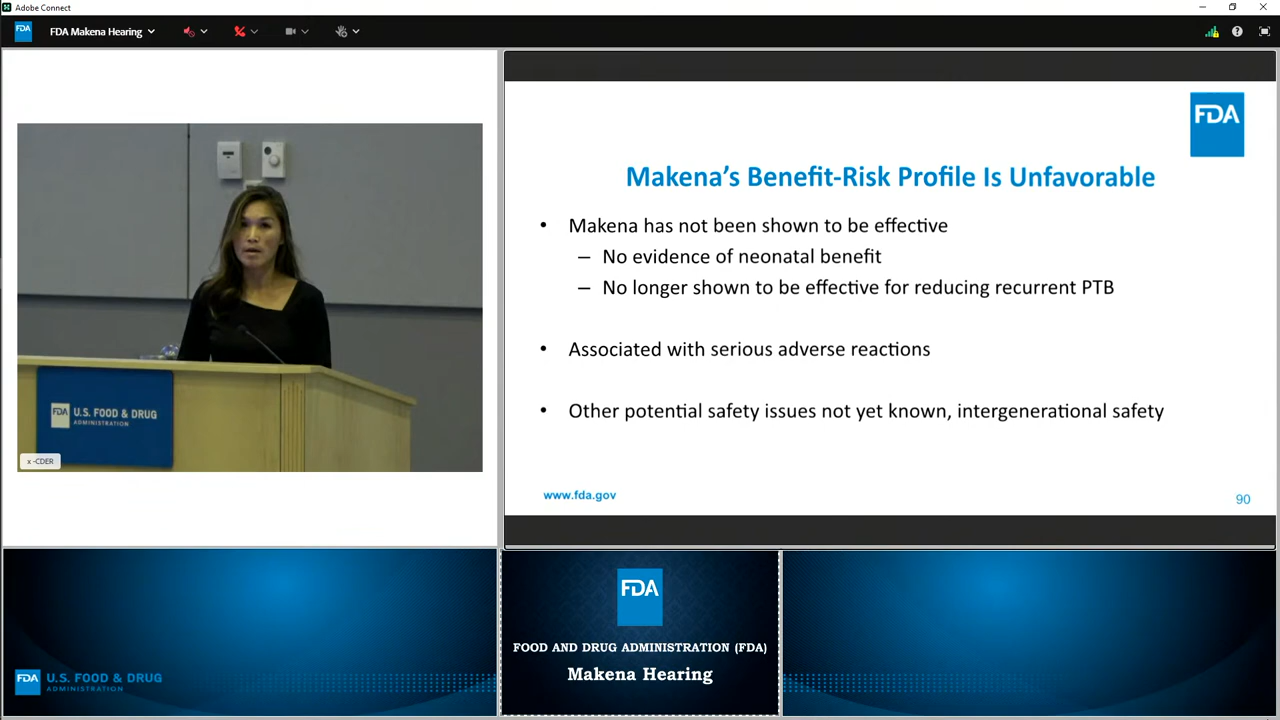 Adobe Connect
FDA
FDA Makena Hearing
FDA
Makena's Benefit-Risk Profile Is Unfavorable
• Makena has not been shown to be effective
– No evidence of neonatal benefit
– No longer shown to be effective for reducing recurrent PTB
• Associated with serious adverse reactions
• Other potential safety issues not yet known, intergenerational safety
www.fda.gov
90
FDA
U.S. FOOD & DRUG
ADMINISTRATION
x -CDER
FDA
U.S. FOOD & DRUG
ADMINISTRATION
FDA
FOOD AND DRUG ADMINISTRATION (FDA)
Makena Hearing